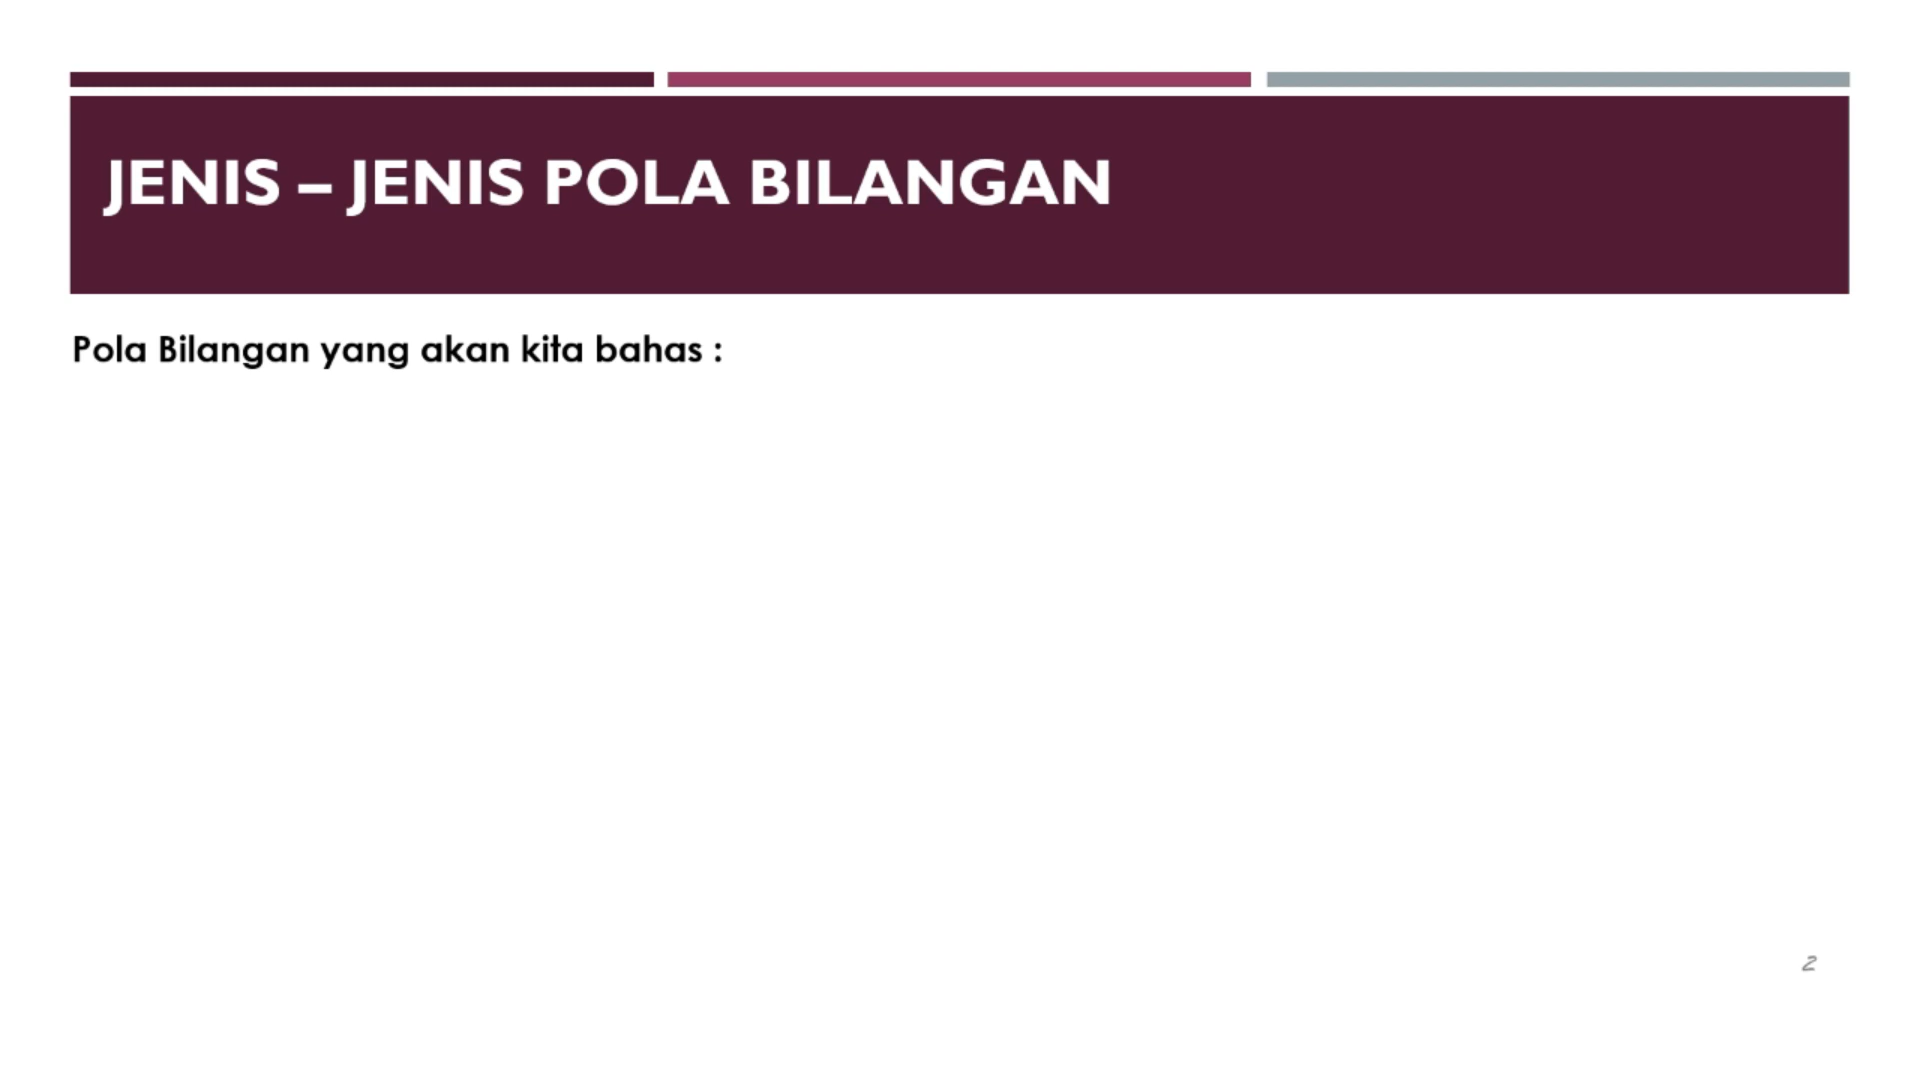 JENIS – JENIS POLA BILANGAN
Pola Bilangan yang akan kita bahas :
2